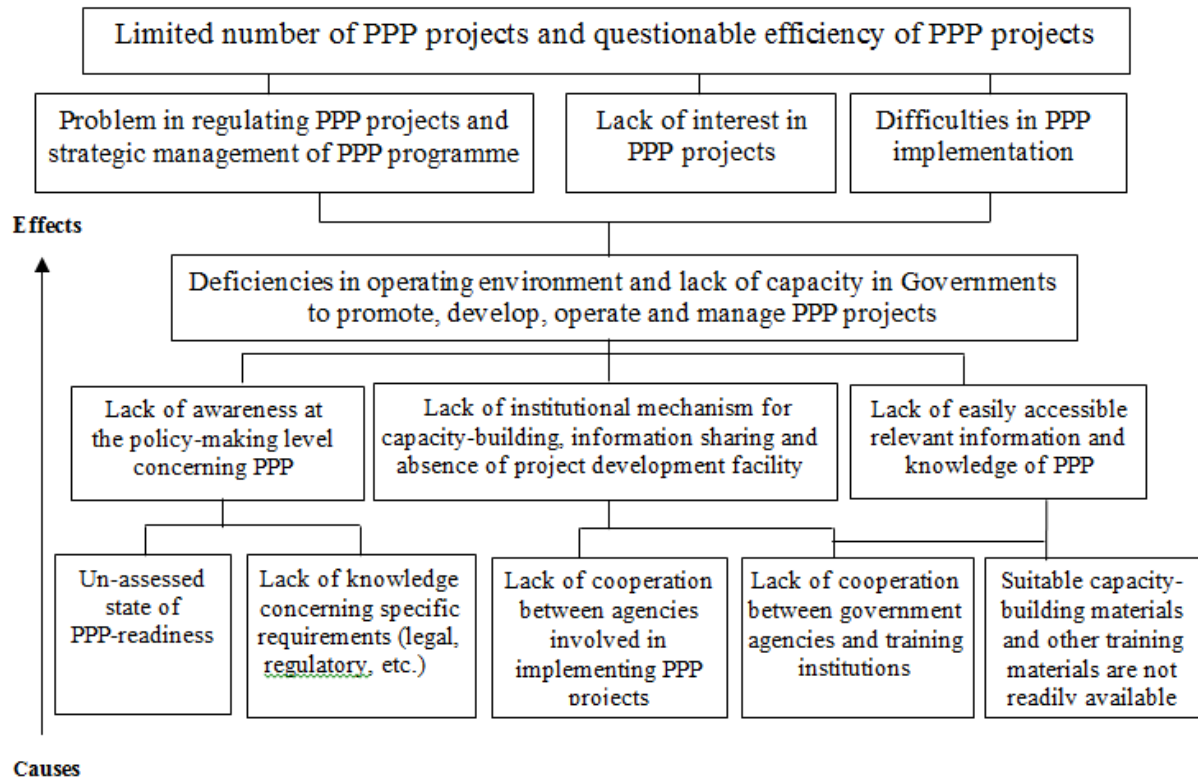 Limited number of PPP projects and questionable efficiency of PPP projects
Problem in regulating PPP projects and
strategic management of PPP programme
Lack of interest in
PPP projects
Difficulties in PPP
implementation
Effects
Deficiencies in operating environment and lack of capacity in Governments
to promote, develop, operate and manage PPP projects
Lack of awareness at
the policy-making level
concerning PPP
Lack of institutional mechanism for
capacity-building, information sharing and
absence of project development facility
Lack of easily accessible
relevant information and
knowledge of PPP
Un-assessed
state of
PPP-readiness
Lack of knowledge
concerning specific
requirements (legal,
regulatory, etc.)
Lack of cooperation
between agencies
involved in
implementing PPP
projects
Lack of cooperation
between government
agencies and training
institutions
Suitable capacity-
building materials
and other training
materials are not
readily available
Causes